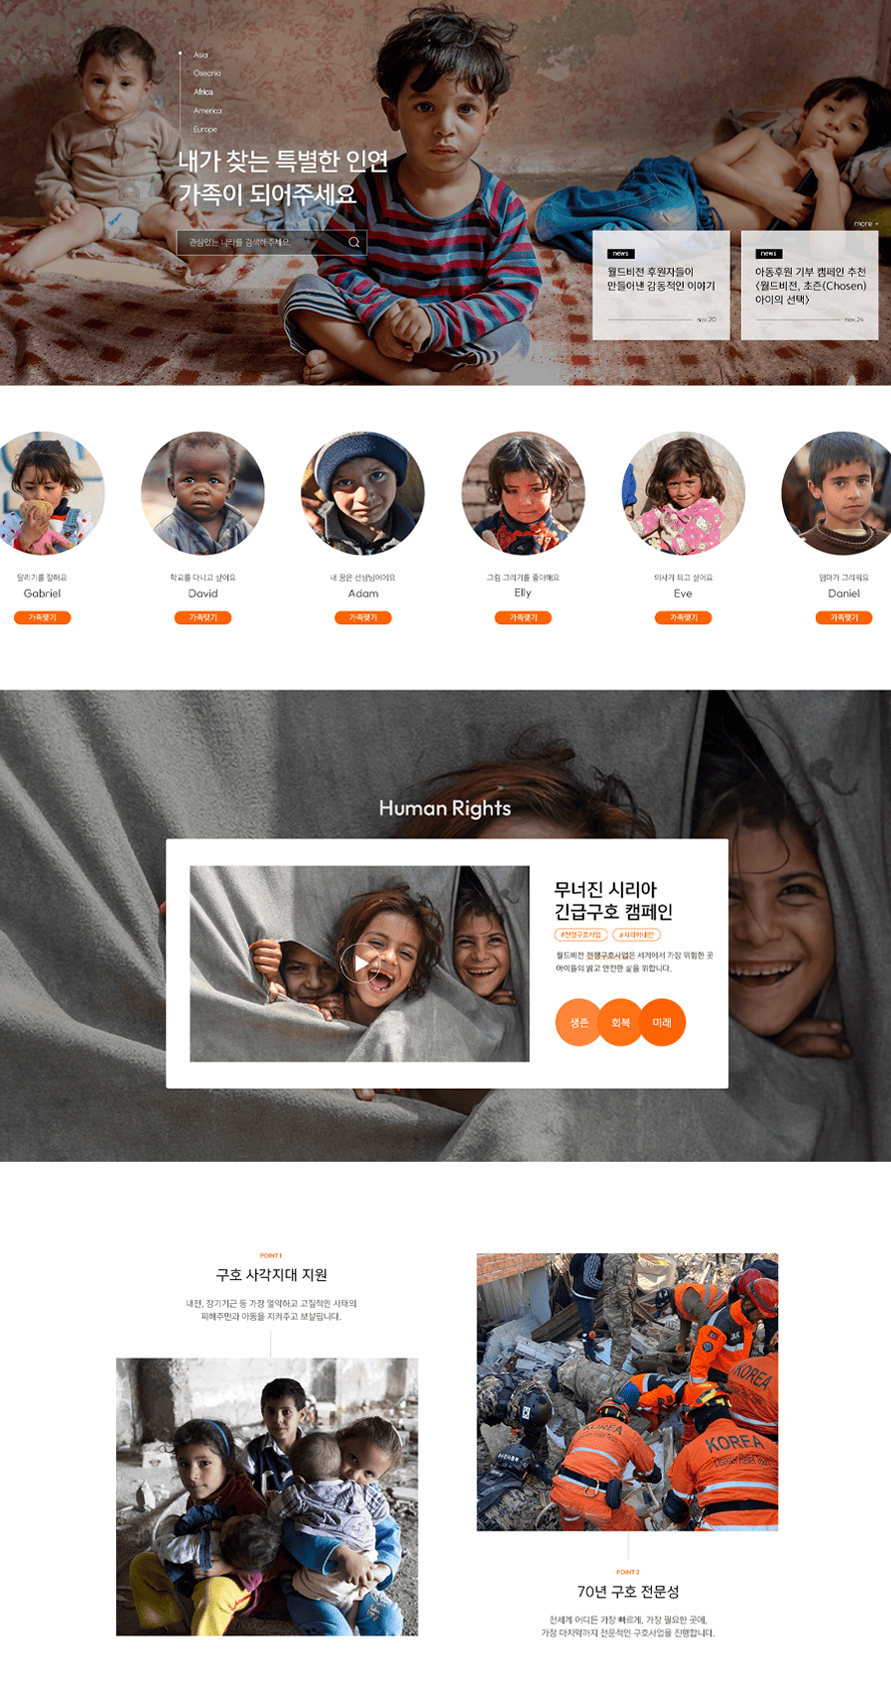 Asia
Oseania
Africa
America
Europe
내가 찾는 특별한 인연
가족이 되어주세요
관심있는 나라를 검색해주세요.
more +
news
월드비전 후원자들이
만들어낸 감동적인 이야기
nov.20
news
아동후원 기부 캠페인 추천
<월드비전, 초즌(Chosen)
아이의 선택>
nov.24
달리기를 잘해요
Gabriel
가족맺기
학교를 다니고 싶어요
David
가족맺기
내 꿈은 선생님이에요
Adam
가족맺기
그림 그리기를 좋아해요
Elly
가족맺기
의사가 되고 싶어요
Eve
가족맺기
엄마가 그리워요
Daniel
가족맺기
Human Rights
무너진 시리아
긴급구호 캠페인
#전쟁구호사업 #시리아내전
월드비전 전쟁구호사업은 세계에서 가장 위험한 곳
아이들의 밝고 안전한 삶을 위합니다.
생존 회복 미래
POINT 1
구호 사각지대 지원
내전, 장기기근 등 가장 열악하고 고질적인 사태의
피해주민과 아동을 지켜주고 보살핍니다.
KOREA
KOREA
KOREA
Disaster Relief Team
POINT 2
70년 구호 전문성
전세계 어디든 가장 빠르게, 가장 필요한 곳에,
가장 마지막까지 전문적인 구호사업을 진행합니다.